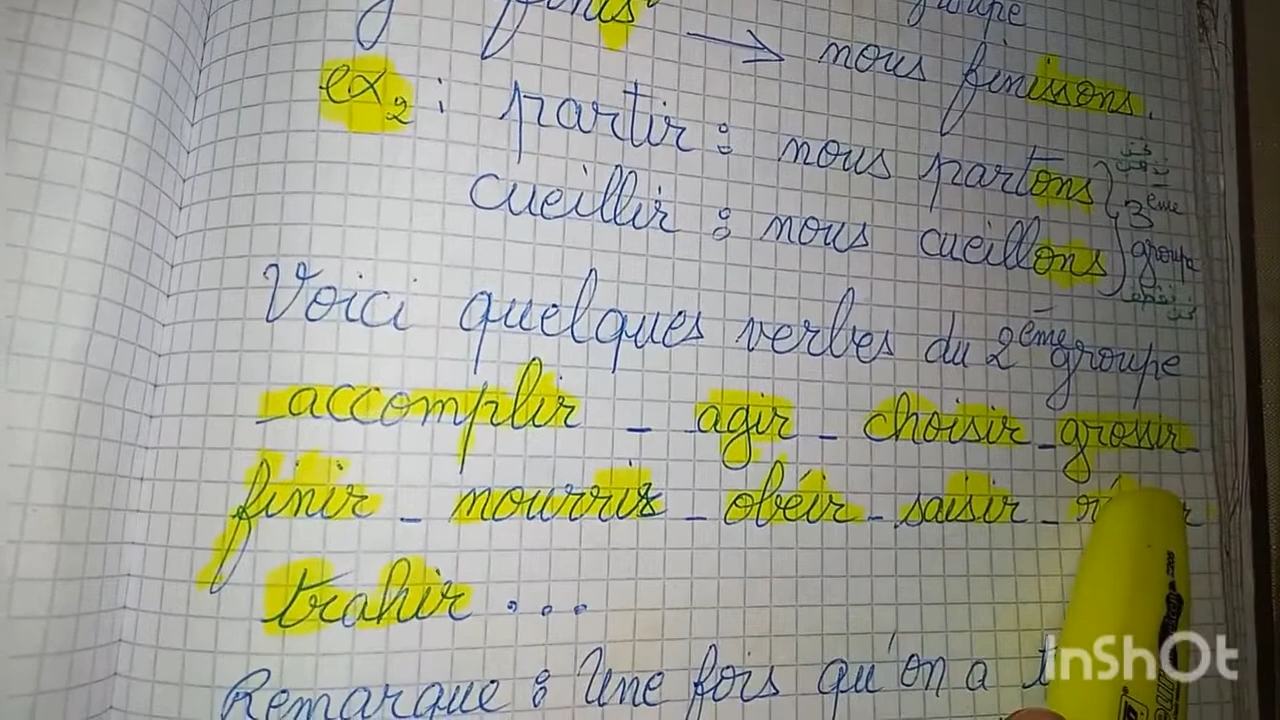 groupe
→ nous finissons.
ex2 : partir : nous partons
3ème
cueillir : nous cueillons
groupe
Voici quelques verbes du 2ème groupe
accomplir - agir - choisir - grossir -
finir - nourrir - obéir - saisir -
trahir ...
Remarque : Une fois qu'on a
InShOt